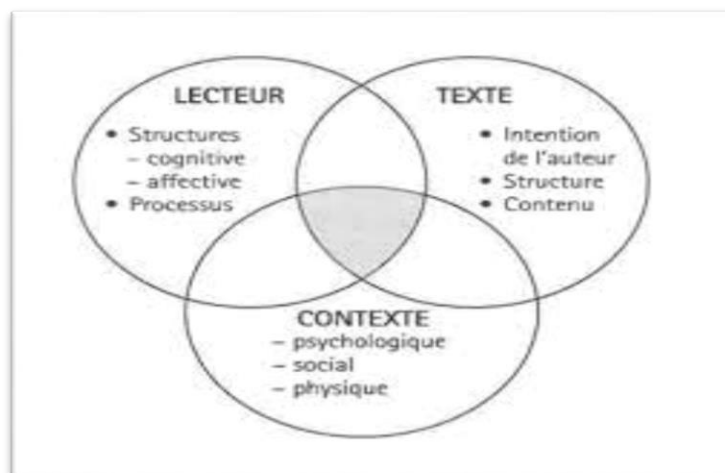 LECTEUR
• Structures
– cognitive
– affective
• Processus
TEXTE
• Intention
de l'auteur
• Structure
• Contenu
CONTEXTE
– psychologique
– social
– physique